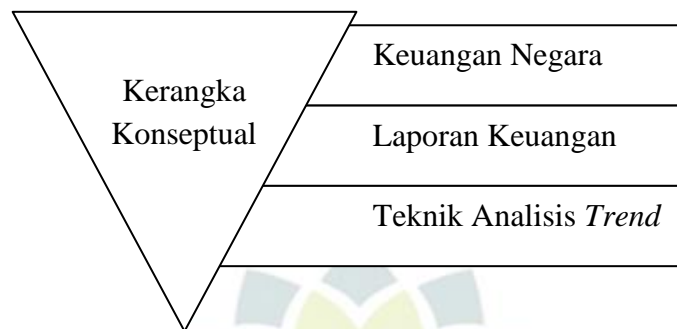 Kerangka
Konseptual
Keuangan Negara
Laporan Keuangan
Teknik Analisis Trend